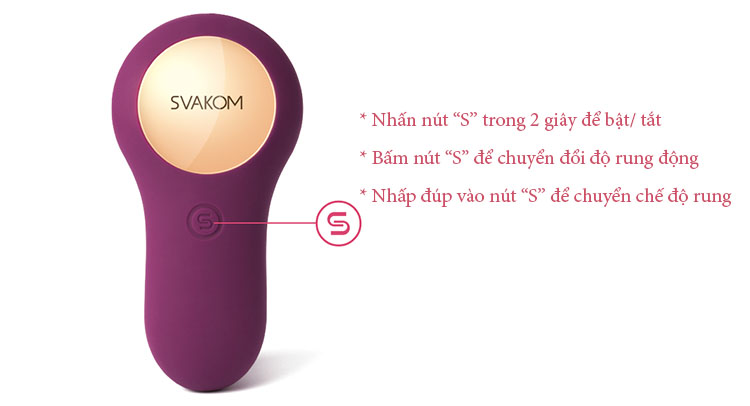 SVAKOM
* Nhấn nút “S” trong 2 giây để bật/ tắt
* Bấm nút “S” để chuyển đổi độ rung động
* Nhấp đúp vào nút “S” để chuyển chế độ rung
S
S